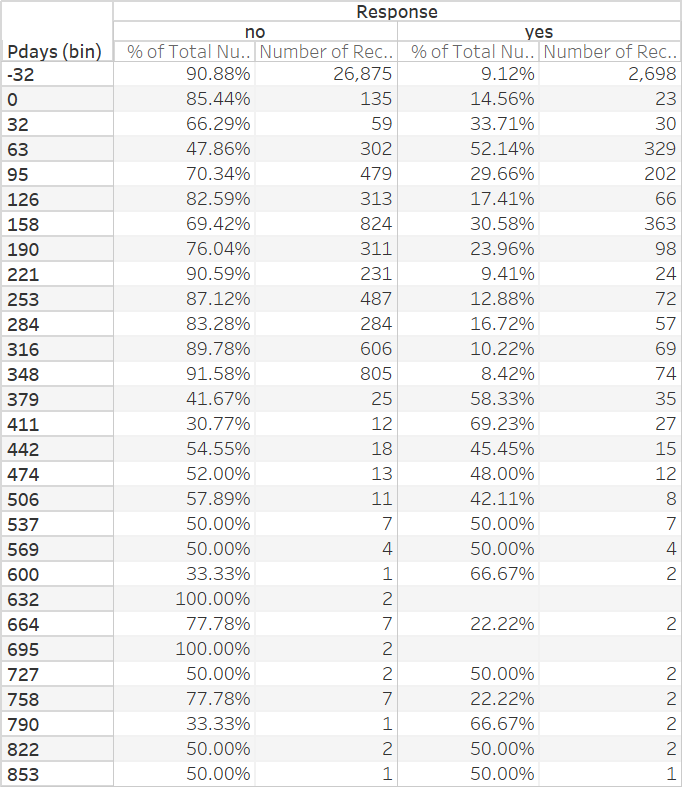 Response
no yes
Pdays (bin) % of Total Nu.. Number of Rec.. % of Total Nu.. Number of Rec..
-32 90.88% 26,875 9.12% 2,698
0 85.44% 135 14.56% 23
32 66.29% 59 33.71% 30
63 47.86% 302 52.14% 329
95 70.34% 479 29.66% 202
126 82.59% 313 17.41% 66
158 69.42% 824 30.58% 363
190 76.04% 311 23.96% 98
221 90.59% 231 9.41% 24
253 87.12% 487 12.88% 72
284 83.28% 284 16.72% 57
316 89.78% 606 10.22% 69
348 91.58% 805 8.42% 74
379 41.67% 25 58.33% 35
411 30.77% 12 69.23% 27
442 54.55% 18 45.45% 15
474 52.00% 13 48.00% 12
506 57.89% 11 42.11% 8
537 50.00% 7 50.00% 7
569 50.00% 4 50.00% 4
600 33.33% 1 66.67% 2
632 100.00% 2
664 77.78% 7 22.22% 2
695 100.00% 2
727 50.00% 2 50.00% 2
758 77.78% 7 22.22% 2
790 33.33% 1 66.67% 2
822 50.00% 2 50.00% 2
853 50.00% 1 50.00% 1